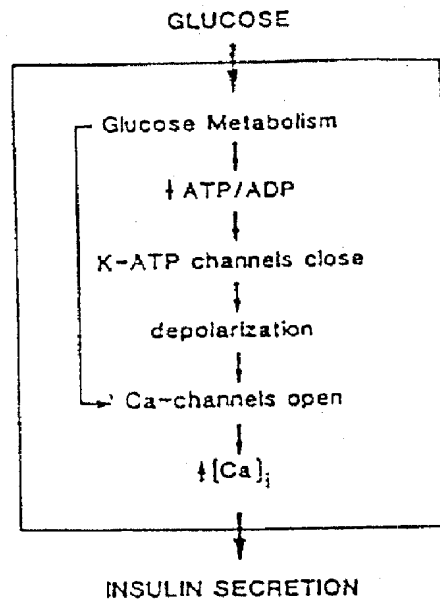 GLUCOSE
Glucose Metabolism
↑ ATP/ADP
K-ATP channels close
depolarization
Ca-channels open
↑[Ca]i
INSULIN SECRETION